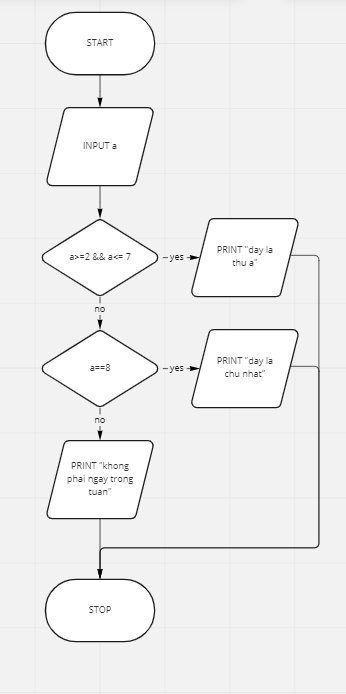 START
INPUT a
a>=2 && a<= 7
yes
PRINT "day la
thu a"
no
a==8
yes
PRINT "day la
chu nhat"
no
PRINT "khong
phai ngay trong
tuan"
STOP